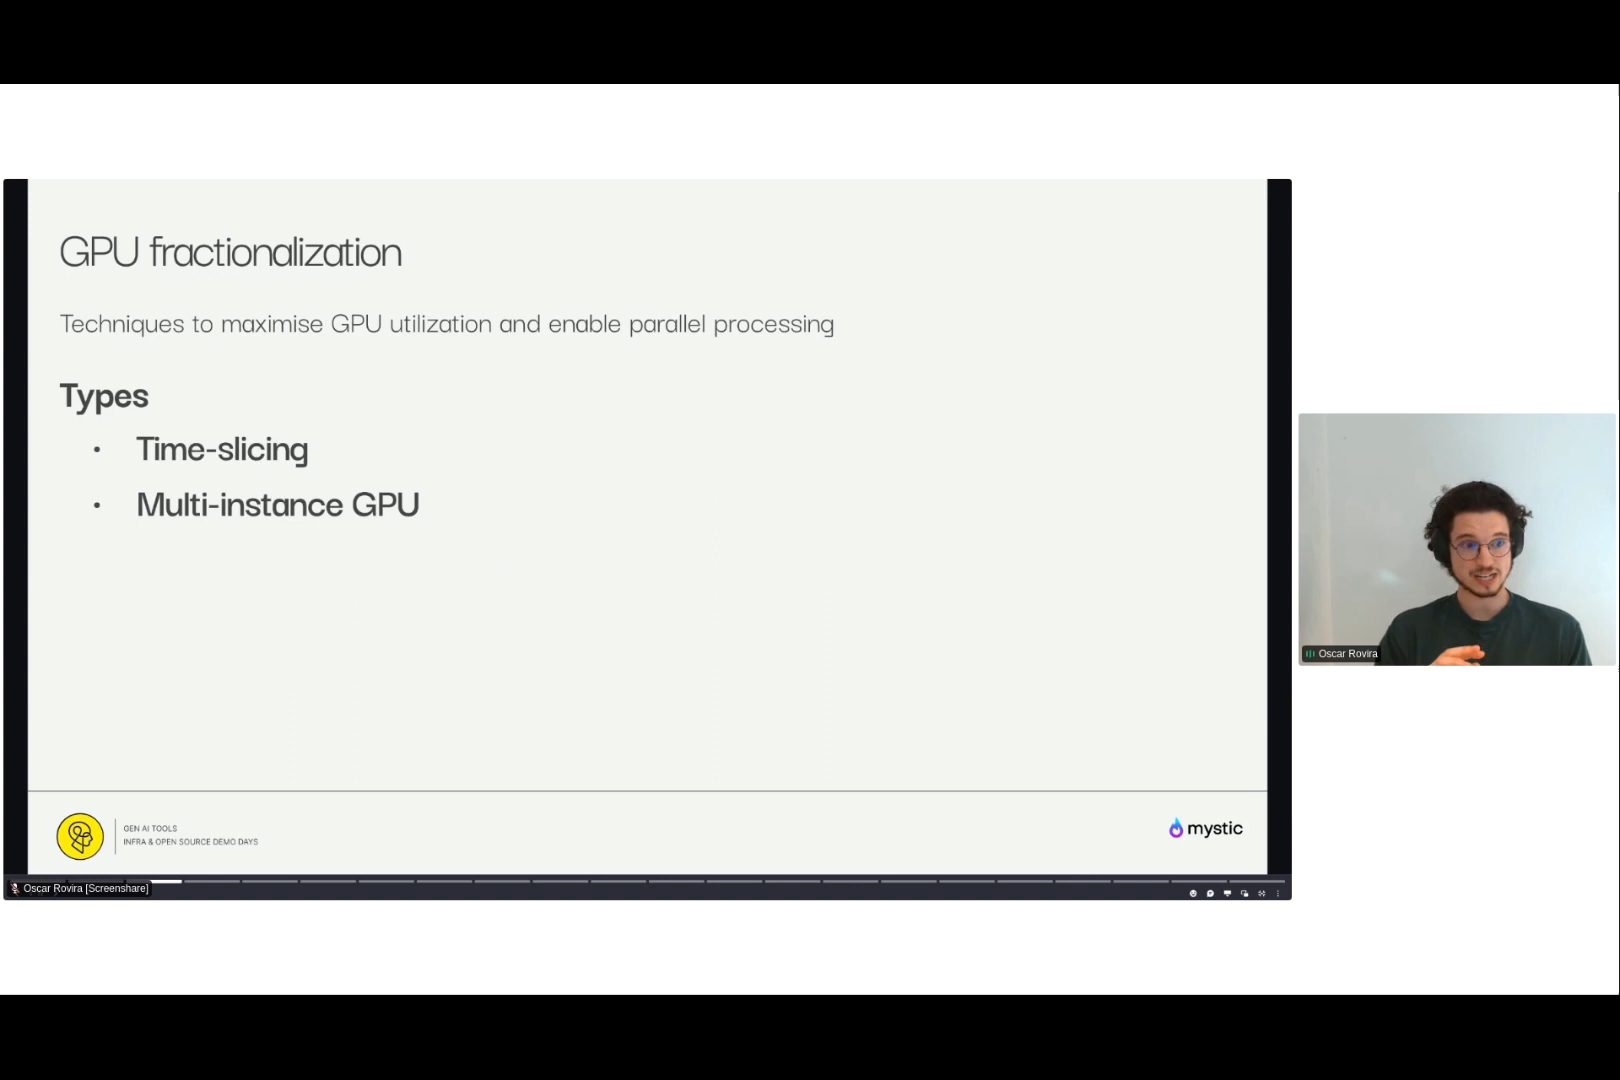 GPU fractionalization
Techniques to maximise GPU utilization and enable parallel processing
Types
• Time-slicing
• Multi-instance GPU
GEN AI TOOLS
INFRA & OPEN SOURCE DEMO DAYS
mystic
Oscar Rovira [Screenshare]
Oscar Rovira